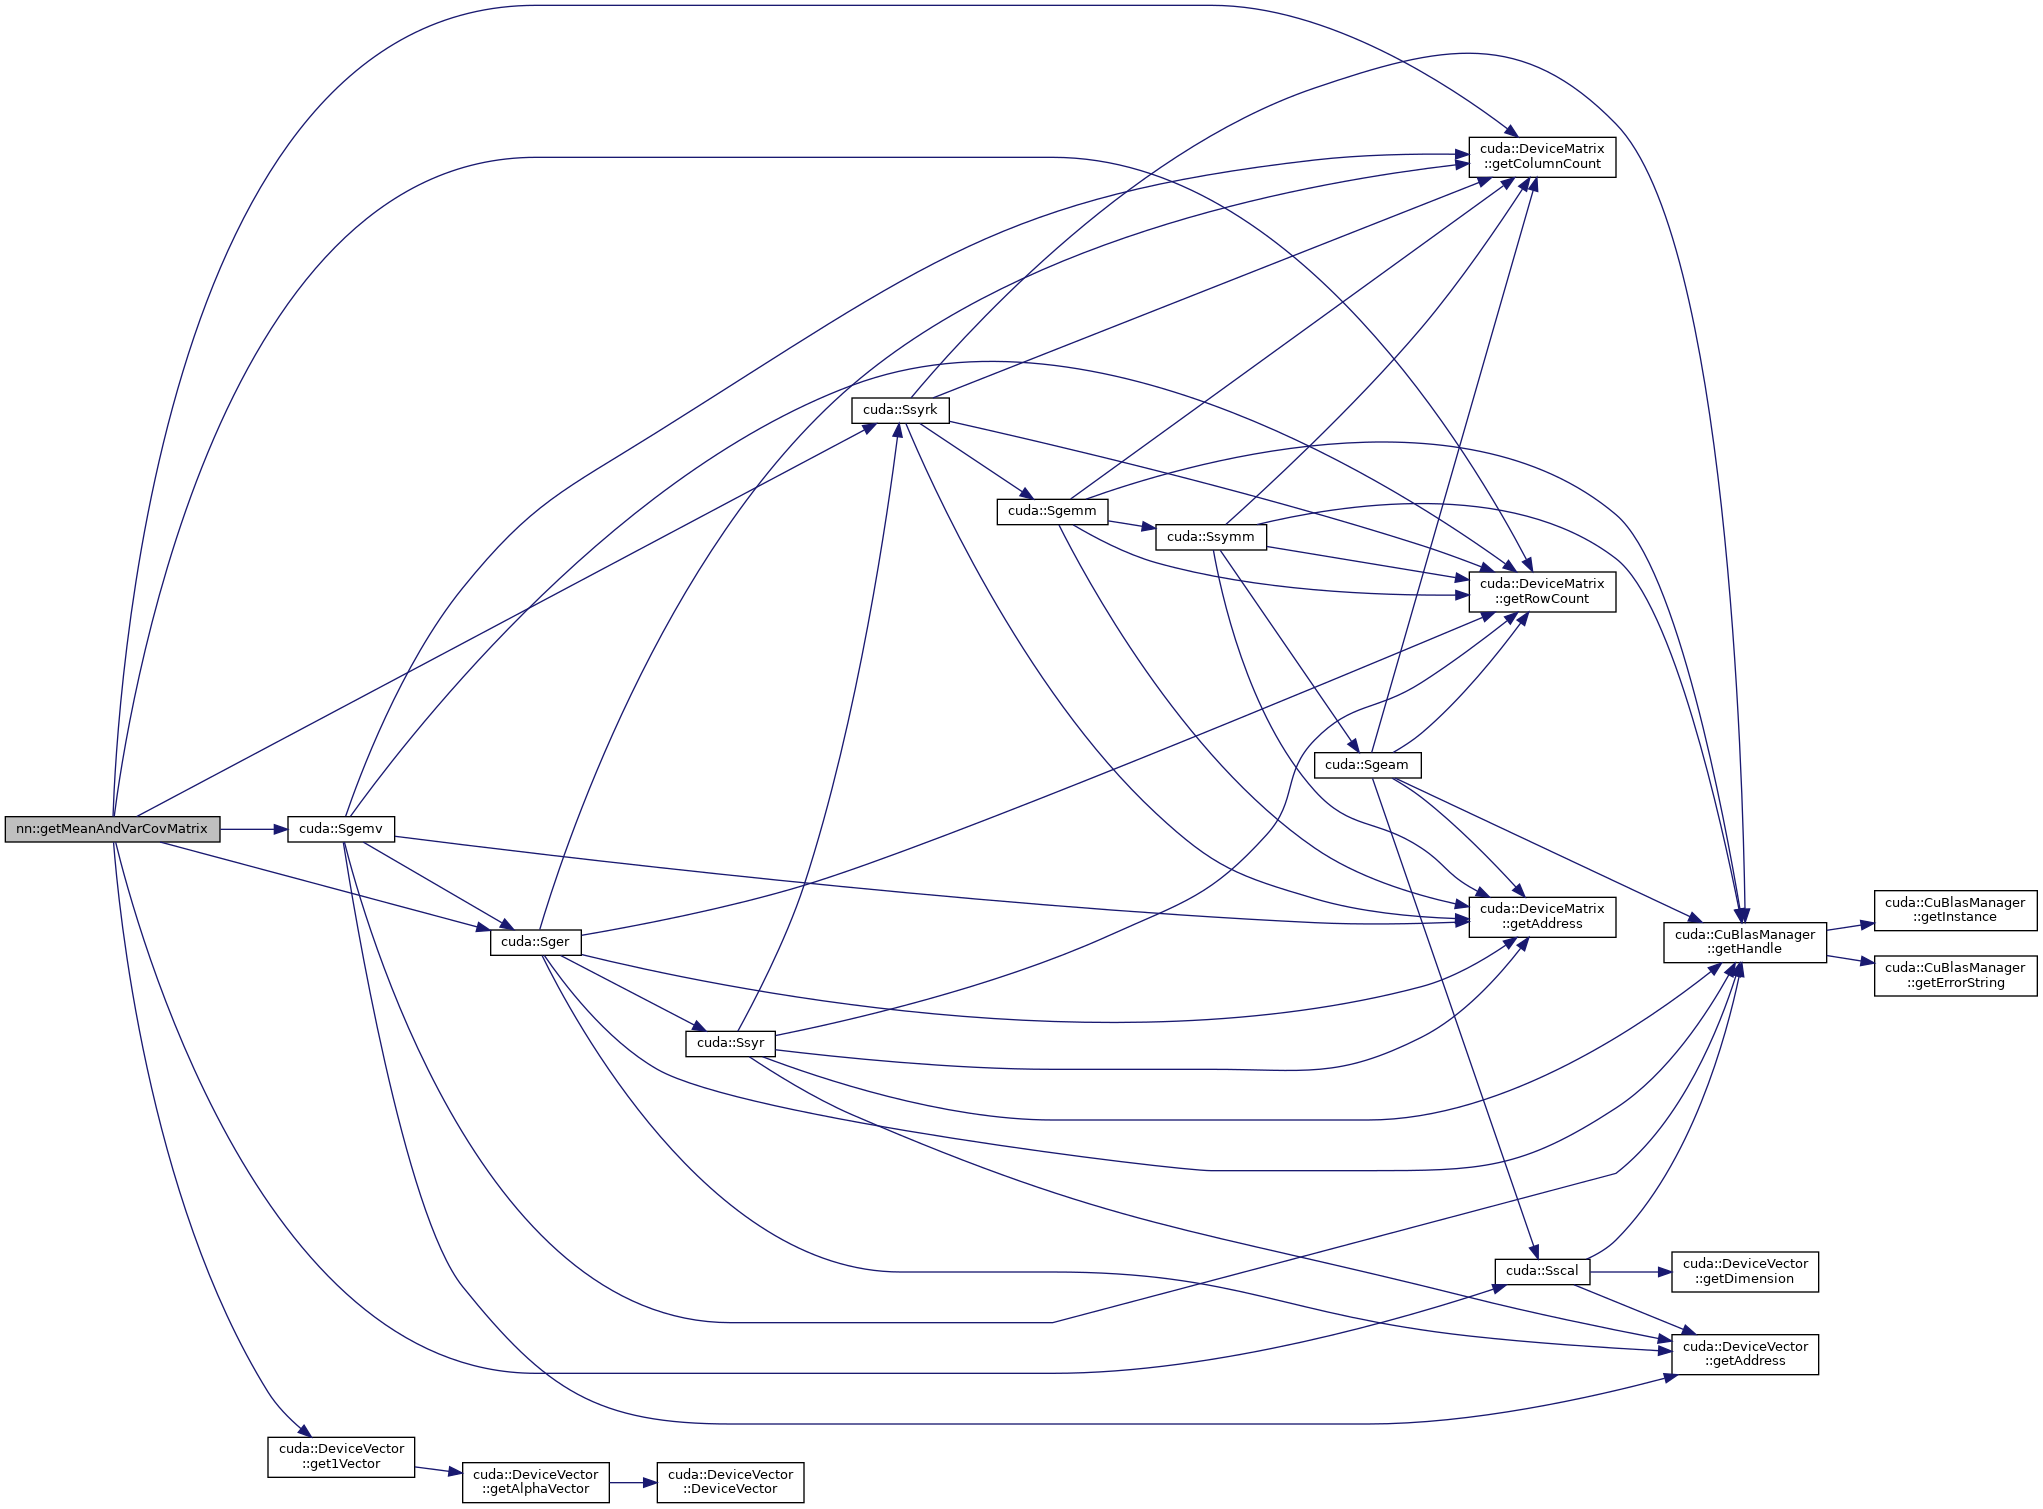 cuda::DeviceMatrix
::getColumnCount
cuda::Ssyrk
cuda::Sgemm
cuda::Ssymm
cuda::DeviceMatrix
::getRowCount
cuda::Sgeam
nn::getMeanAndVarCovMatrix
cuda::Sgemv
cuda::Sger
cuda::DeviceMatrix
::getAddress
cuda::CuBlasManager
::getHandle
cuda::CuBlasManager
::getInstance
cuda::CuBlasManager
::getErrorString
cuda::Ssyr
cuda::Sscal
cuda::DeviceVector
::getDimension
cuda::DeviceVector
::getAddress
cuda::DeviceVector
::get1Vector
cuda::DeviceVector
::getAlphaVector
cuda::DeviceVector
::DeviceVector